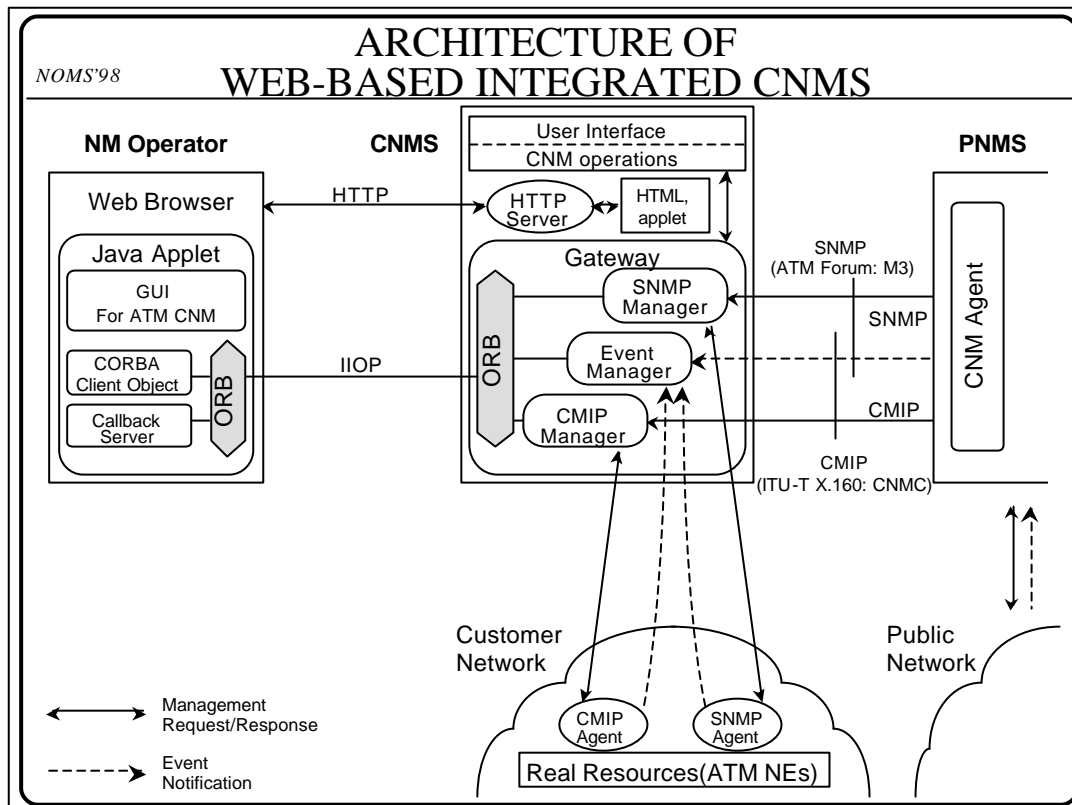 ARCHITECTURE OF
WEB-BASED INTEGRATED CNMS
NOMS'98
NM Operator
CNMS
PNMS
User Interface
CNM operations
Web Browser
HTTP
HTTP
Server
HTML,
applet
Java Applet
GUI
For ATM CNM
CORBA
Client Object
Callback
Server
ORB
IIOP
Gateway
ORB
SNMP
Manager
Event
Manager
CMIP
Manager
SNMP
(ATM Forum: M3)
SNMP
CMIP
CMIP
(ITU-T X.160: CNMC)
CNM Agent
Customer
Network
Public
Network
CMIP
Agent
SNMP
Agent
Real Resources(ATM NEs)
Management
Request/Response
Event
Notification